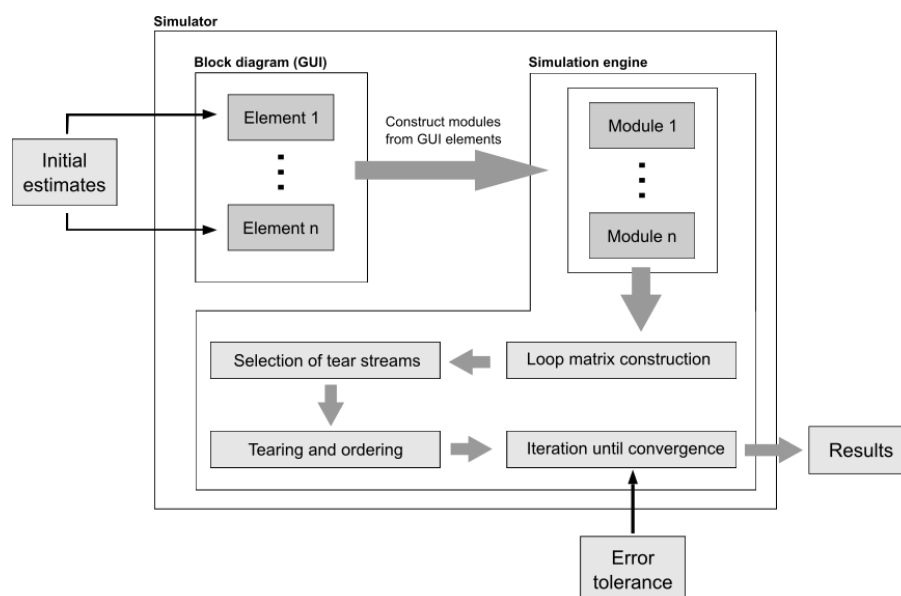 Simulator
Block diagram (GUI)
Simulation engine
Initial
estimates
Element 1
Element n
Construct modules
from GUI elements
Module 1
Module n
Selection of tear streams
Loop matrix construction
Tearing and ordering
Iteration until convergence
Results
Error
tolerance